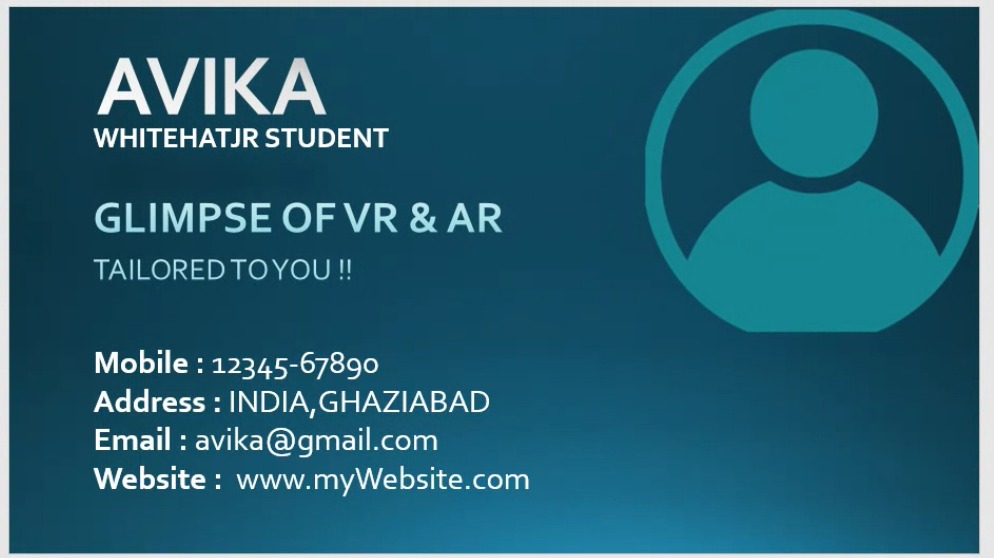 AVIKA
WHITEHATJR STUDENT
GLIMPSE OF VR & AR
TAILORED TO YOU !!
Mobile : 12345-67890
Address : INDIA,GHAZIABAD
Email : avika@gmail.com
Website : www.myWebsite.com